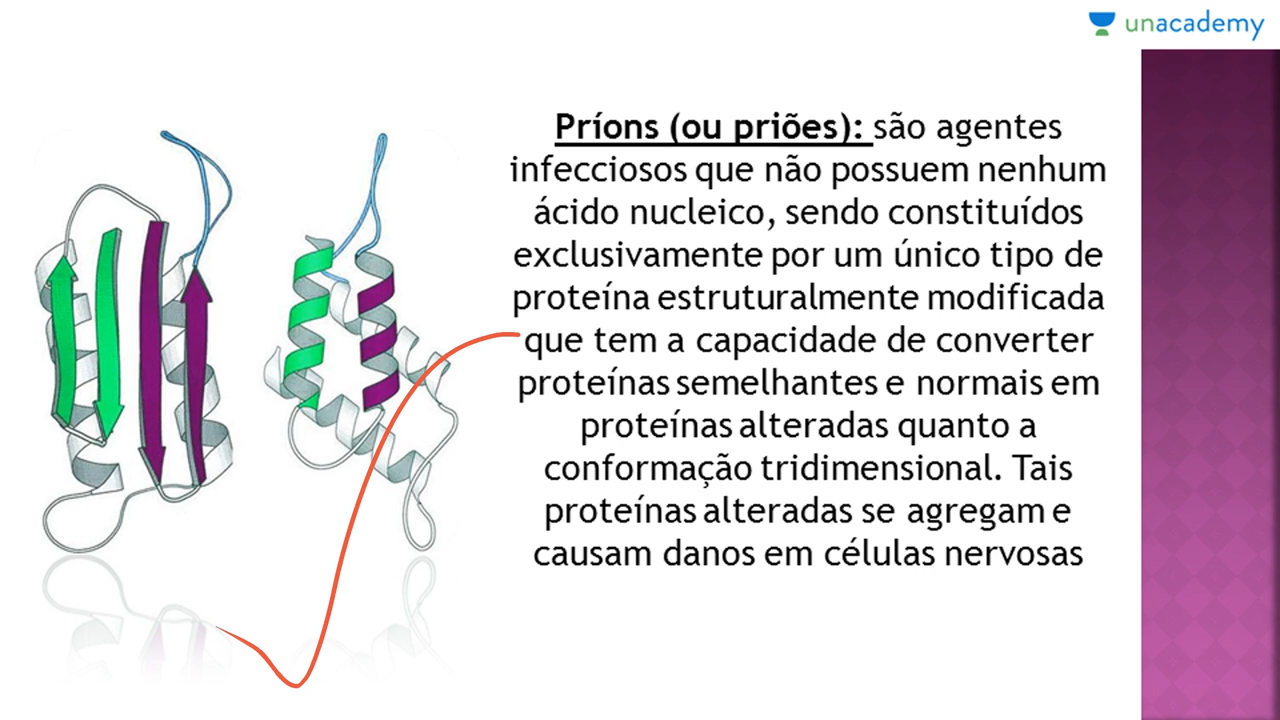 unacademy
Príons (ou priões): são agentes
infecciosos que não possuem nenhum
ácido nucleico, sendo constituídos
exclusivamente por um único tipo de
proteína estruturalmente modificada
que tem a capacidade de converter
proteínas semelhantes e normais em
proteínas alteradas quanto a
conformação tridimensional. Tais
proteínas alteradas se agregam e
causam danos em células nervosas